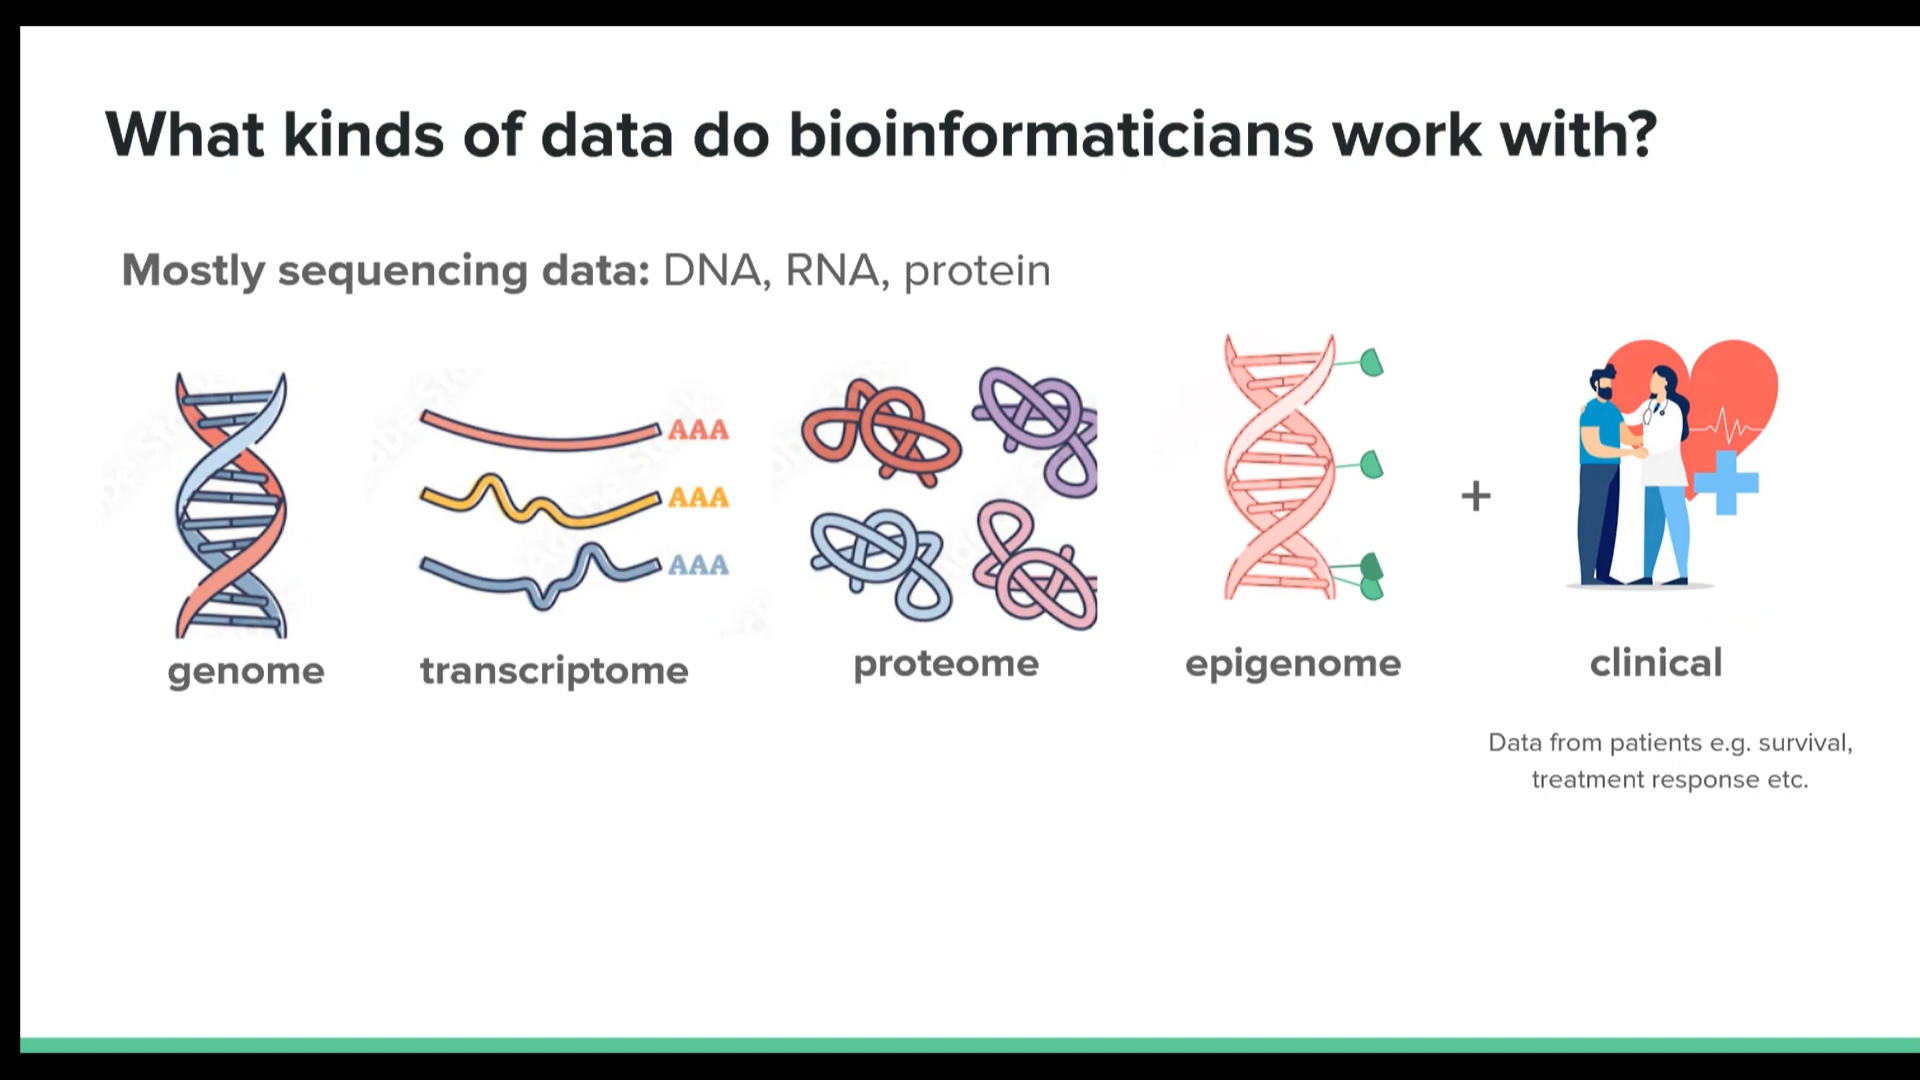 What kinds of data do bioinformaticians work with?
Mostly sequencing data: DNA, RNA, protein
AAA
AAA
AAA
+
genome
transcriptome
proteome
epigenome
clinical
Data from patients e.g. survival,
treatment response etc.